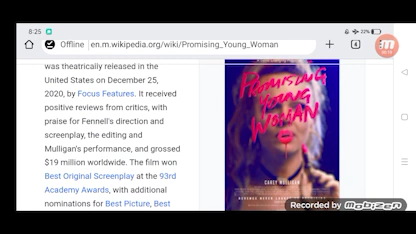 8:25
22%
Offline
en.m.wikipedia.org/wiki/Promising_Young_Woman
was theatrically released in the
United States on December 25,
2020, by Focus Features. It received
positive reviews from critics, with
praise for Fennell's direction and
screenplay, the editing and
Mulligan's performance, and grossed
$19 million worldwide. The film won
Best Original Screenplay at the 93rd
Academy Awards, with additional
nominations for Best Picture, Best
PROMISING
YOUNG
WOMAN
CAREY MULLIGAN
Recorded by mobizen